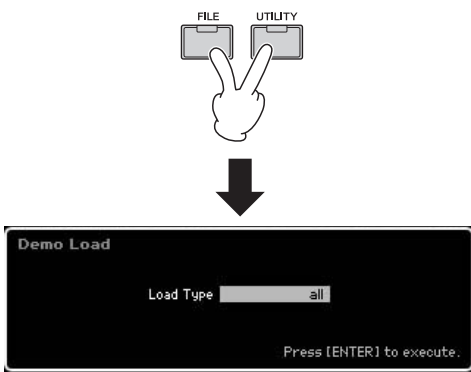 FILE UTILITY
Demo Load
Load Type all
Press [ENTER] to execute.